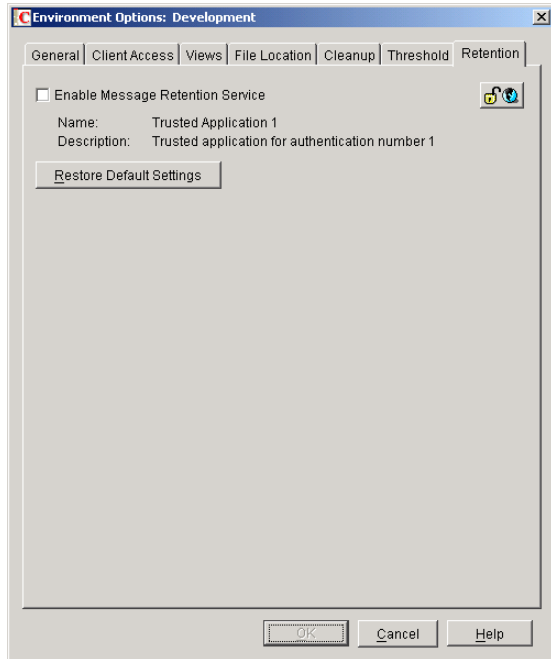 Environment Options: Development
General Client Access Views File Location Cleanup Threshold Retention
Enable Message Retention Service
Name: Trusted Application 1
Description: Trusted application for authentication number 1
Restore Default Settings
OK Cancel Help